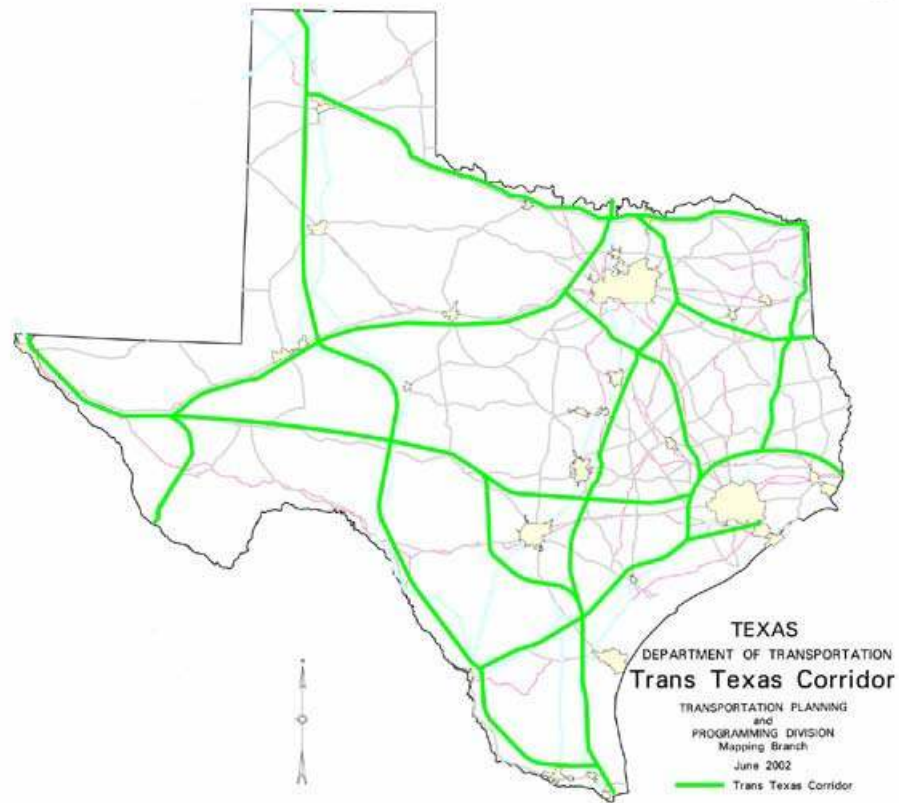 TEXAS
DEPARTMENT OF TRANSPORTATION
Trans Texas Corridor
TRANSPORTATION PLANNING
and
PROGRAMMING DIVISION
Mapping Branch
June 2002
Trans Texas Corridor